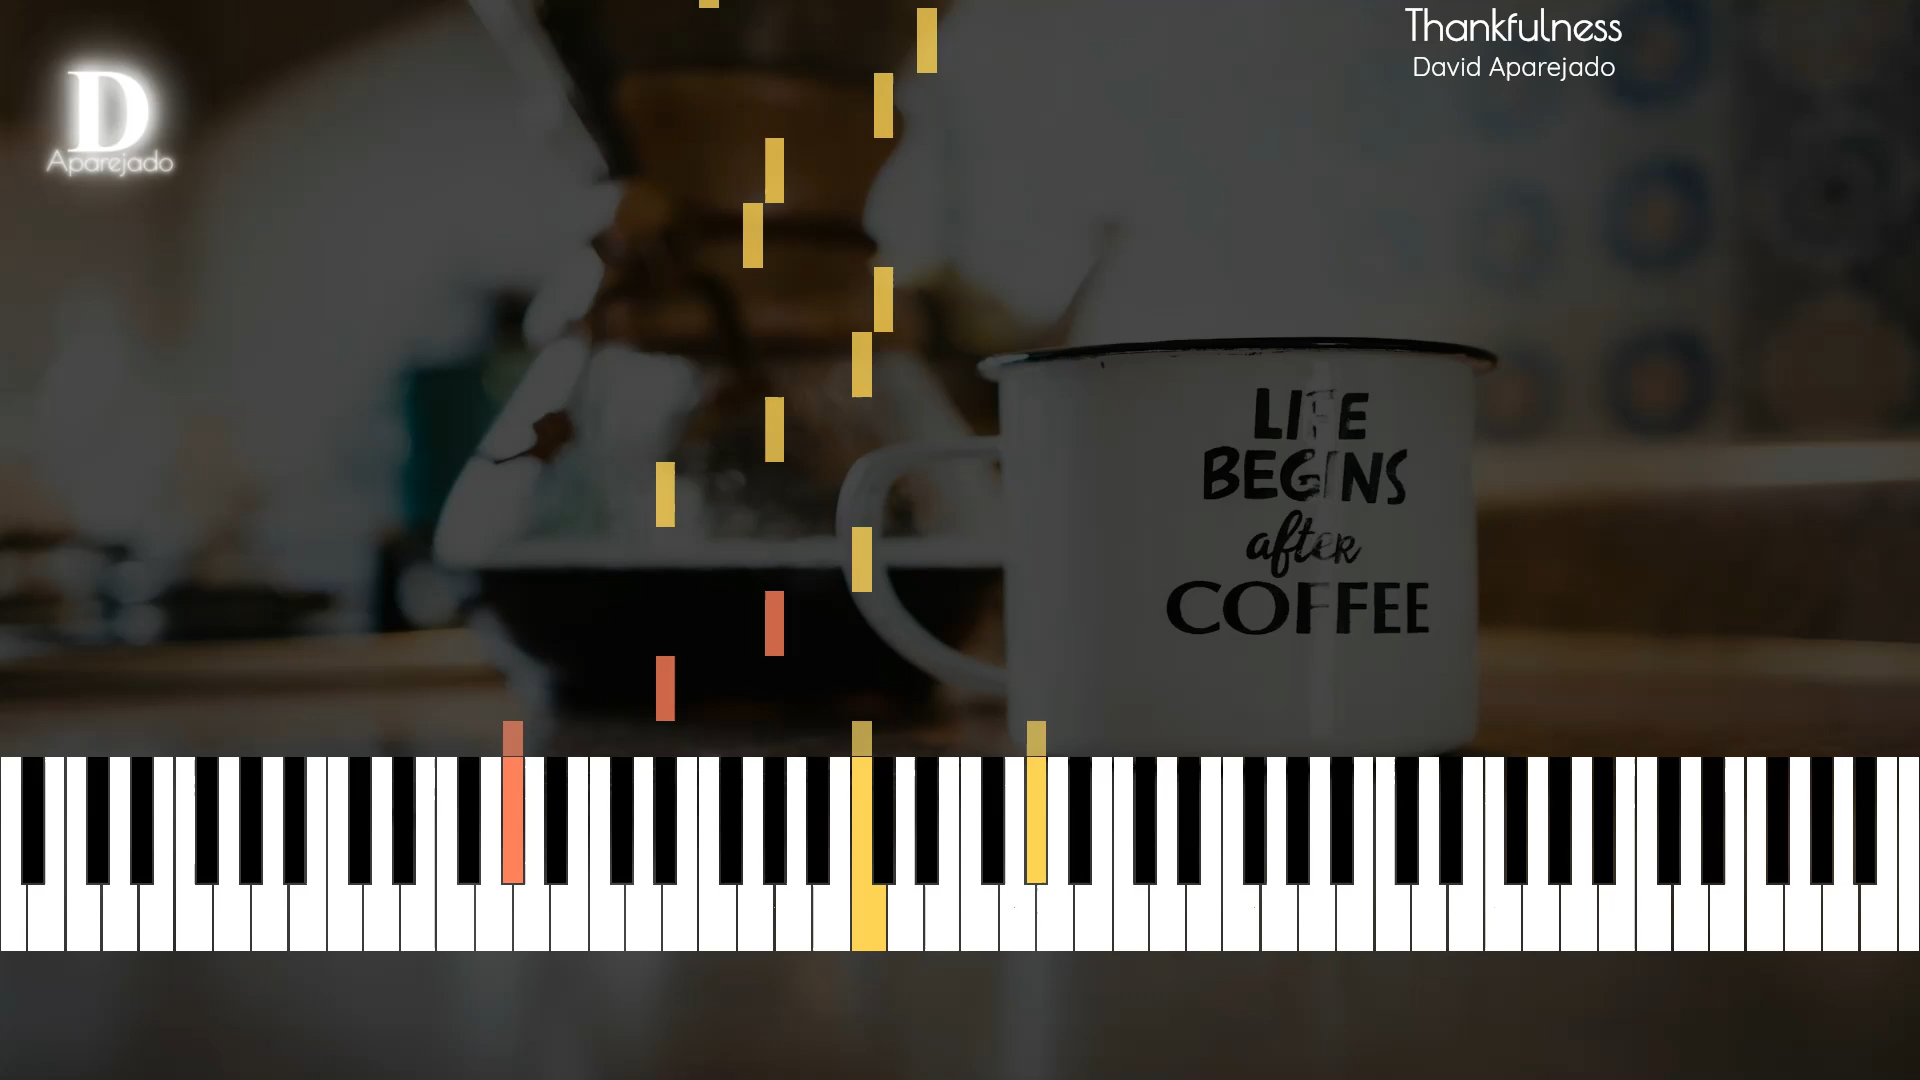 Thankfulness
David Aparejado
D
Aparejado
LIFE
BEGINS
after
COFFEE